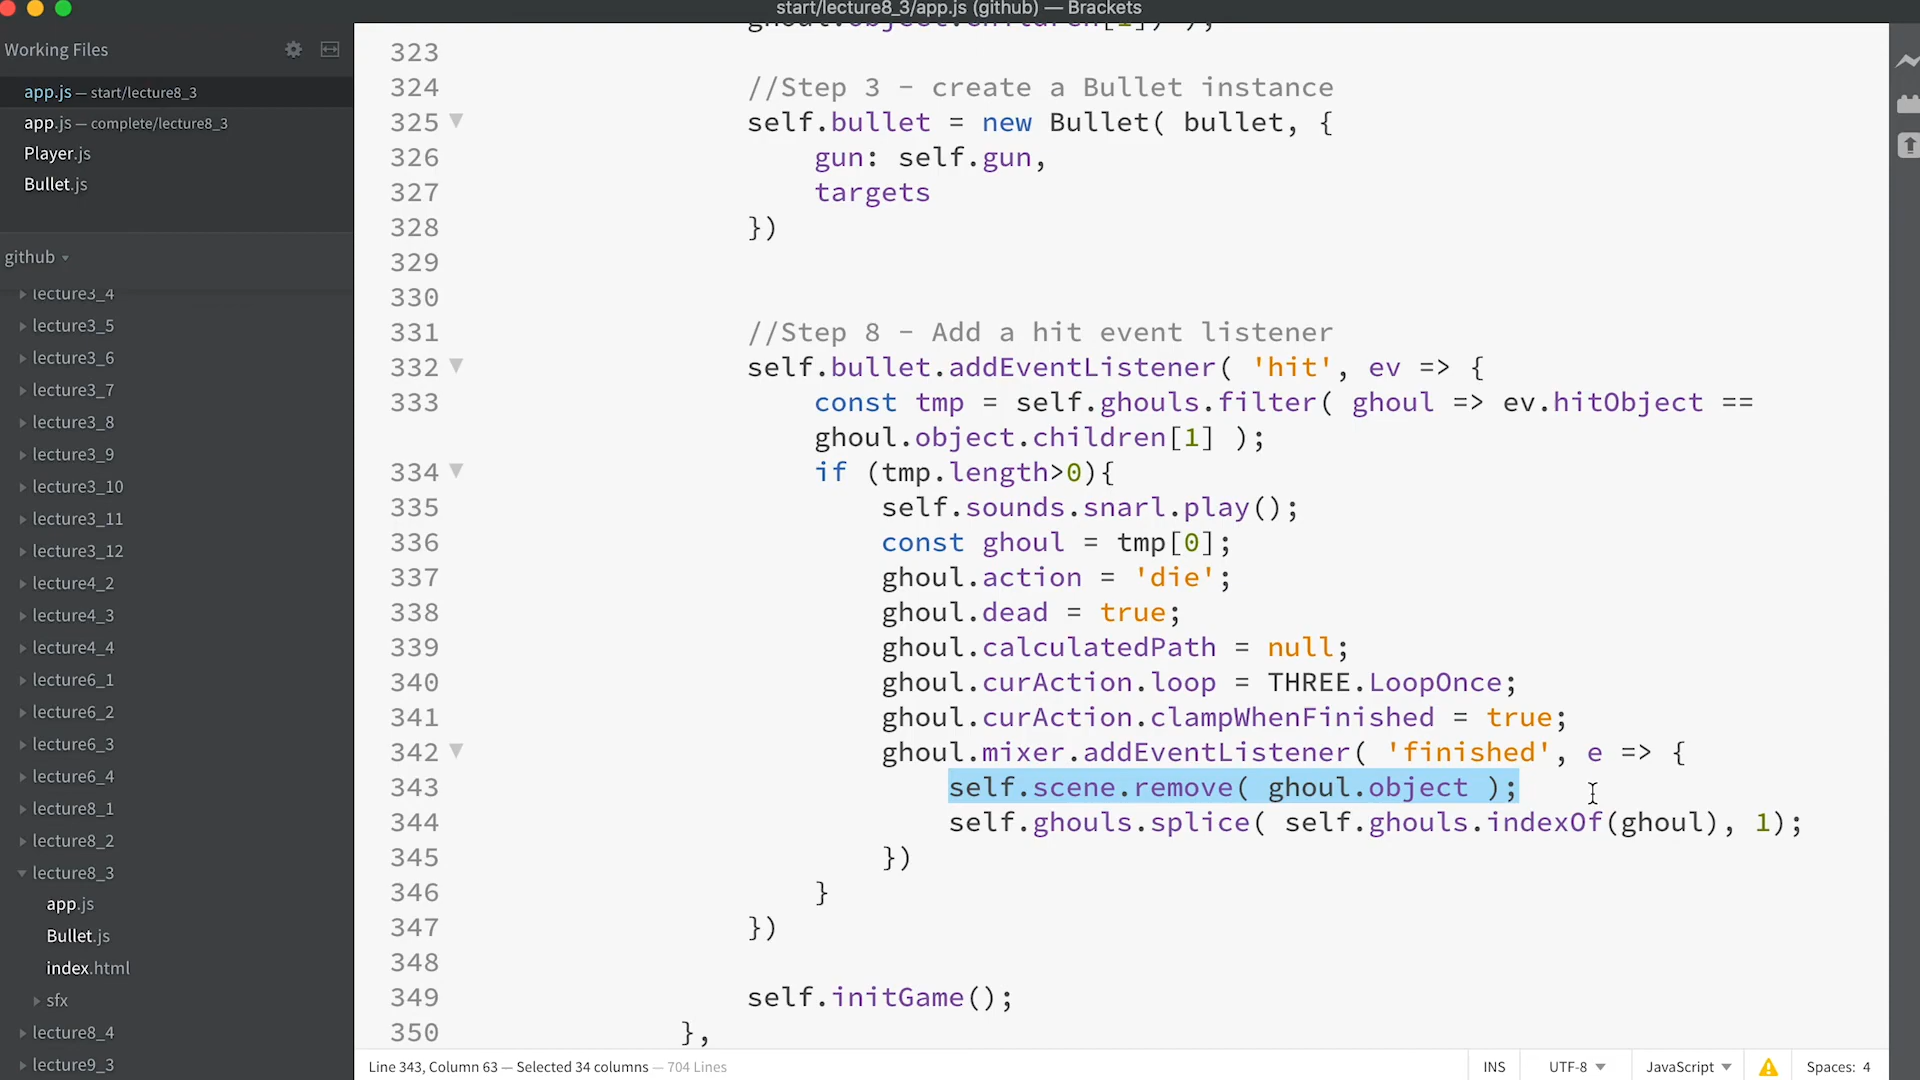 start/lecture8_3/app.js (github) — Brackets
Working Files
app.js — start/lecture8_3
app.js — complete/lecture8_3
Player.js
Bullet.js
github
lecture3_4
lecture3_5
lecture3_6
lecture3_7
lecture3_8
lecture3_9
lecture3_10
lecture3_11
lecture3_12
lecture4_2
lecture4_3
lecture4_4
lecture6_1
lecture6_2
lecture6_3
lecture6_4
lecture8_1
lecture8_2
lecture8_3
app.js
Bullet.js
index.html
sfx
lecture8_4
lecture9_3
ghoul.object.children[1]) );
323
324 //Step 3 - create a Bullet instance
325 self.bullet = new Bullet( bullet, {
326 gun: self.gun,
327 targets
328 })
329
330
331 //Step 8 - Add a hit event listener
332 self.bullet.addEventListener( 'hit', ev => {
333 const tmp = self.ghouls.filter( ghoul => ev.hitObject ==
ghoul.object.children[1] );
334 if (tmp.length>0){
335 self.sounds.snarl.play();
336 const ghoul = tmp[0];
337 ghoul.action = 'die';
338 ghoul.dead = true;
339 ghoul.calculatedPath = null;
340 ghoul.curAction.loop = THREE.LoopOnce;
341 ghoul.curAction.clampWhenFinished = true;
342 ghoul.mixer.addEventListener( 'finished', e => {
343 self.scene.remove( ghoul.object );
344 self.ghouls.splice( self.ghouls.indexOf(ghoul), 1);
345 })
346 }
347 })
348
349 self.initGame();
350 },
Line 343, Column 63 — Selected 34 columns — 704 Lines
INS UTF-8 JavaScript Spaces: 4